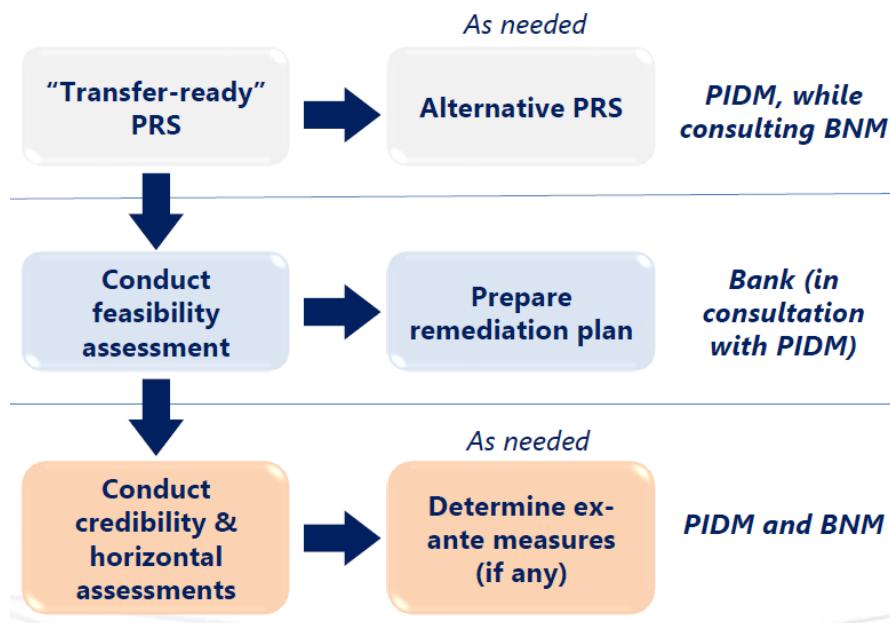 As needed
“Transfer-ready”
PRS
Alternative PRS
PIDM, while
consulting BNM
Conduct
feasibility
assessment
Prepare
remediation plan
Bank (in
consultation
with PIDM)
As needed
Conduct
credibility &
horizontal
assessments
Determine ex-
ante measures
(if any)
PIDM and BNM